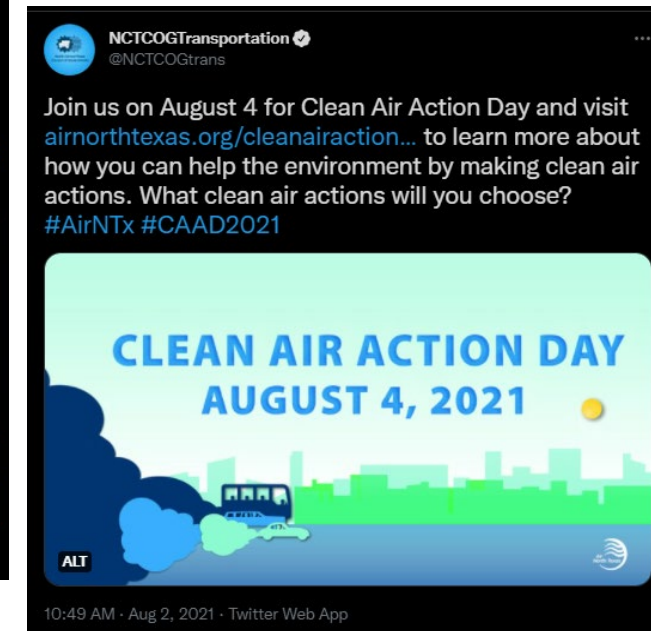 NCTCOGTransportation
@NCTCOGtrans
Join us on August 4 for Clean Air Action Day and visit
airnorthtexas.org/cleanairaction... to learn more about
how you can help the environment by making clean air
actions. What clean air actions will you choose?
#AirNTx #CAAD2021
CLEAN AIR ACTION DAY
AUGUST 4, 2021
ALT
10:49 AM · Aug 2, 2021 · Twitter Web App